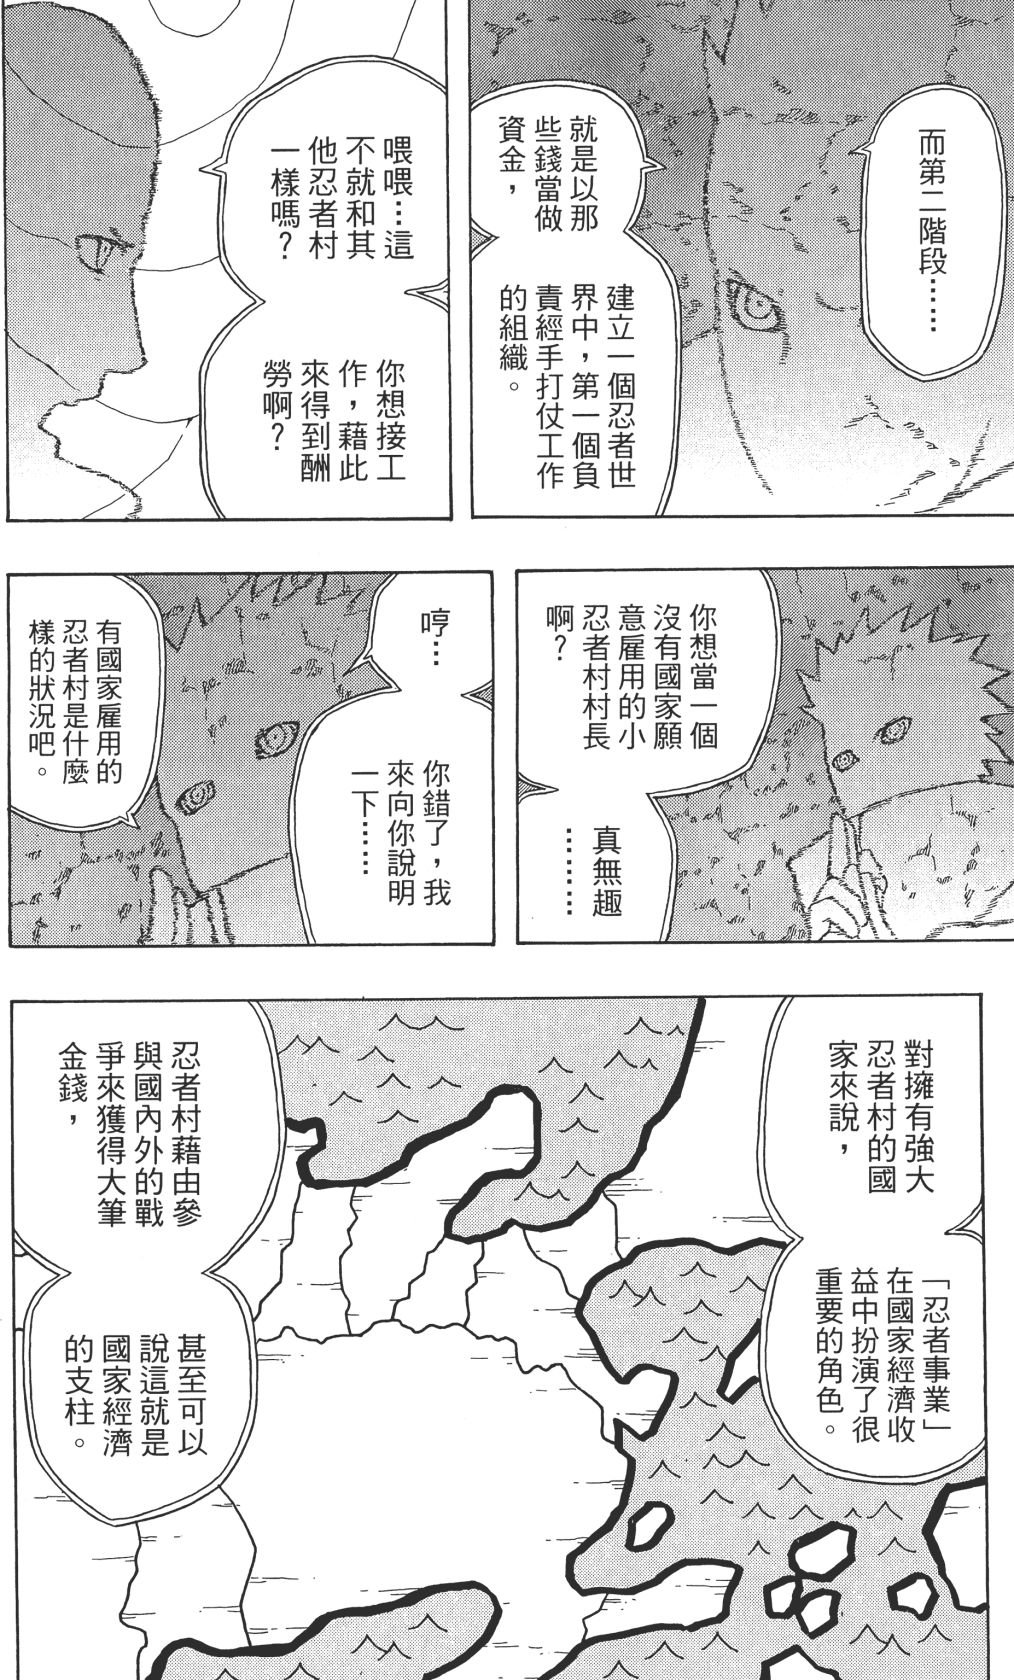 而第二階段……
就是以那
些錢當做
資金，
建立一個忍者世
界中，第一個負
責經手打仗工作
的組織。
喂喂…這
不就和其
他忍者村
一樣嗎？
你想接工
作，藉此
來得到酬
勞啊？
你想當一個
沒有國家願
意雇用的小
忍者村村長
啊？
真無趣
………
哼…
你錯了，我
來向你說明
一下……
有國家雇用的
忍者村是什麼
樣的狀況吧。
對擁有強大
忍者村的國
家來說，
「忍者事業」
在國家經濟收
益中扮演了很
重要的角色。
忍者村藉由參
與國內外的戰
爭來獲得大筆
金錢，
甚至可以
說這就是
國家經濟
的支柱。